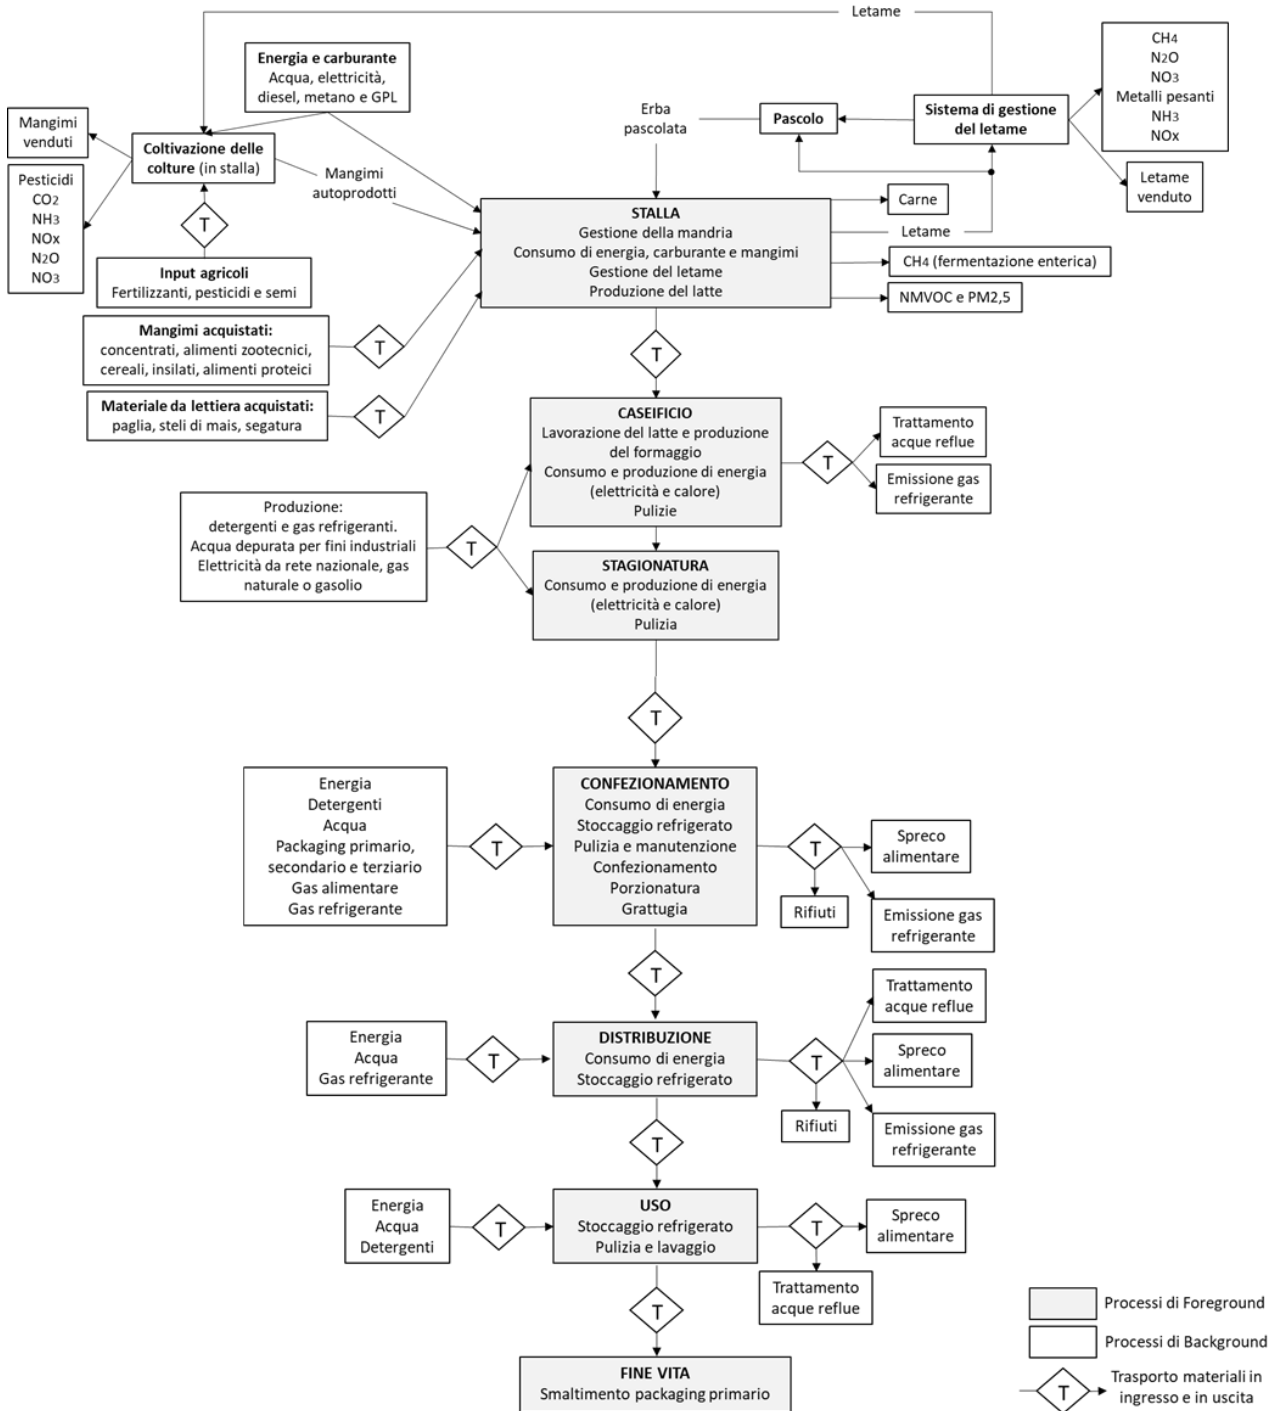 Letame
Energia e carburante
Acqua, elettricità,
diesel, metano e GPL
CH4
N2O
NO3
Metalli pesanti
NH3
NOx
Mangimi
venduti
Coltivazione delle
colture (in stalla)
Erba
pascolata
Pascolo
Sistema di gestione
del letame
Pesticidi
CO2
NH3
NOx
N2O
NO3
Mangimi
autoprodotti
Letame
venduto
T
Input agricoli
Fertilizzanti, pesticidi e semi
STALLA
Gestione della mandria
Consumo di energia, carburante e mangimi
Gestione del letame
Produzione del latte
Carne
Letame
CH4 (fermentazione enterica)
NMVOC e PM2,5
Mangimi acquistati:
concentrati, alimenti zootecnici,
cereali, insilati, alimenti proteici
T
T
Materiale da lettiera acquistati:
paglia, steli di mais, segatura
T
CASEIFICIO
Lavorazione del latte e produzione
del formaggio
Consumo e produzione di energia
(elettricità e calore)
Pulizie
T
Trattamento
acque reflue
Emissione gas
refrigerante
Produzione:
detergenti e gas refrigeranti.
Acqua depurata per fini industriali
Elettricità da rete nazionale, gas
naturale o gasolio
T
STAGIONATURA
Consumo e produzione di energia
(elettricità e calore)
Pulizia
T
Energia
Detergenti
Acqua
Packaging primario,
secondario e terziario
Gas alimentare
Gas refrigerante
T
CONFEZIONAMENTO
Consumo di energia
Stoccaggio refrigerato
Pulizia e manutenzione
Confezionamento
Porzionatura
Grattugia
T
Spreco
alimentare
Rifiuti
Emissione gas
refrigerante
T
Energia
Acqua
Gas refrigerante
T
DISTRIBUZIONE
Consumo di energia
Stoccaggio refrigerato
T
Trattamento
acque reflue
Spreco
alimentare
Rifiuti
Emissione gas
refrigerante
T
Energia
Acqua
Detergenti
T
USO
Stoccaggio refrigerato
Pulizia e lavaggio
T
Spreco
alimentare
Trattamento
acque reflue
T
FINE VITA
Smaltimento packaging primario
Processi di Foreground
Processi di Background
T
Trasporto materiali in
ingresso e in uscita